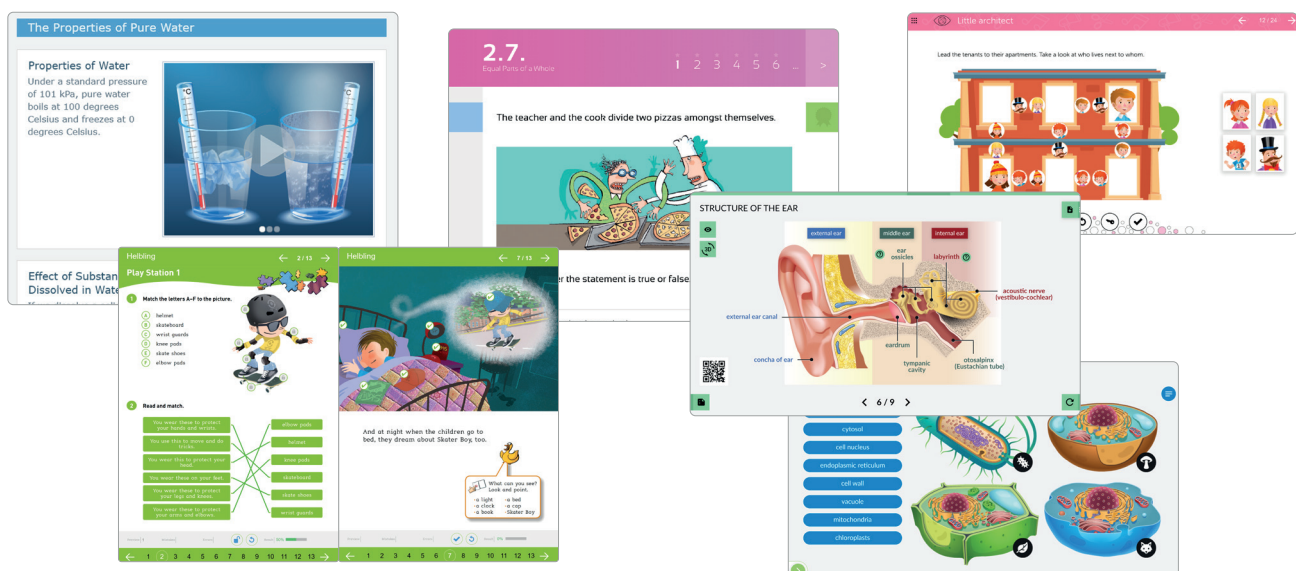 The Properties of Pure Water
Properties of Water
Under a standard pressure
of 101 kPa, pure water
boils at 100 degrees
Celsius and freezes at 0
degrees Celsius.
°C
°C
Effect of Substan
Dissolved in Wate
2.7.
Equal Parts of a Whole
1 2 3 4 5 6 ... >
The teacher and the cook divide two pizzas amongst themselves.
er the statement is true or false.
Little architect
← 12 / 24 →
Lead the tenants to their apartments. Take a look at who lives next to whom.
STRUCTURE OF THE EAR
3D
external ear
middle ear
internal ear
ear
ossicles
labyrinth
acoustic nerve
(vestibulo-cochlear)
external ear canal
eardrum
concha of ear
tympanic
cavity
otosalpinx
(Eustachian tube)
< 6 / 9 >
Helbling
← 2 / 13 →
Play Station 1
1 Match the letters A–F to the picture.
A helmet
B skateboard
C wrist guards
D knee pads
E skate shoes
F elbow pads
2 Read and match.
You wear these to protect
your hands and wrists.
You use this to move and do
tricks.
You wear this to protect your
head.
You wear these on your feet.
You wear these to protect
your legs and knees.
You wear these to protect
your arms and elbows.
elbow pads
helmet
knee pads
skateboard
skate shoes
wrist guards
← 1 2 3 4 5 6 7 8 9 10 11 12 13 →
Helbling
← 7 / 13 →
And at night when the children go to
bed, they dream about Skater Boy, too.
What can you see?
Look and point.
·a light ·a bed
·a clock ·a cap
·a book ·Skater Boy
← 1 2 3 4 5 6 7 8 9 10 11 12 13 →
cytosol
cell nucleus
endoplasmic reticulum
cell wall
vacuole
mitochondria
chloroplasts